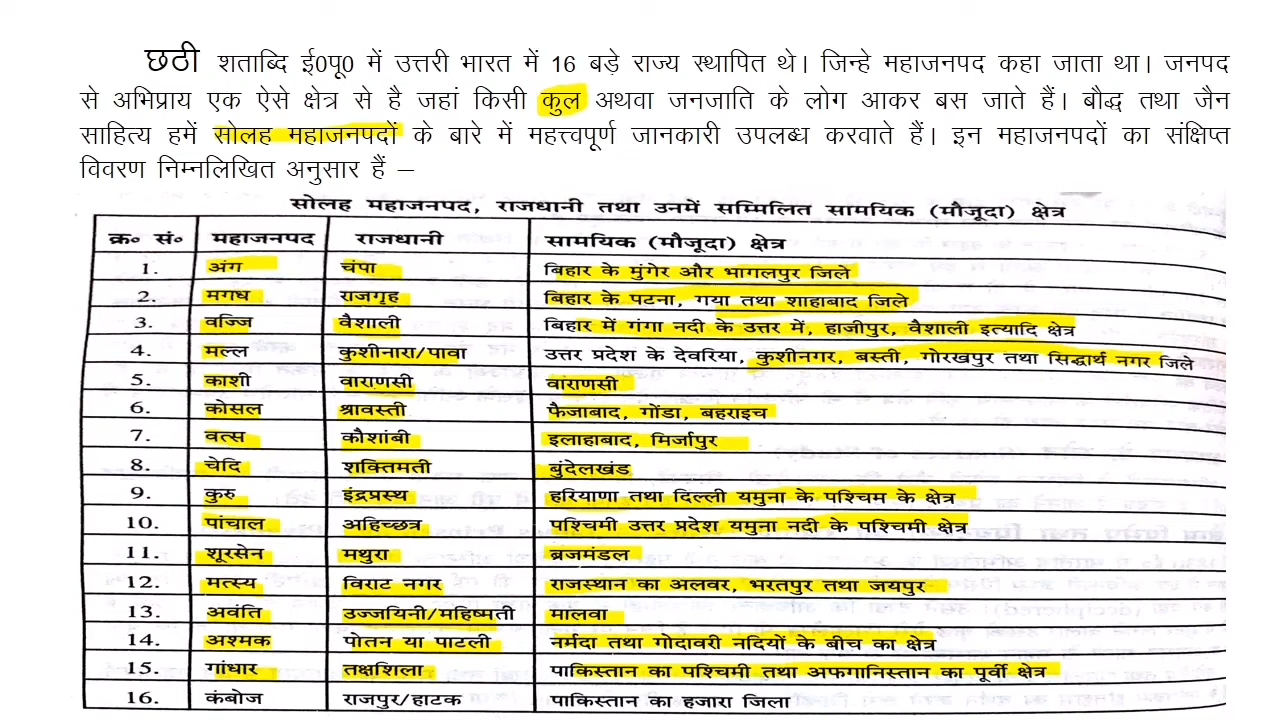 छठी शताब्दि ई0पू0 में उत्तरी भारत में 16 बड़े राज्य स्थापित थे। जिन्हे महाजनपद कहा जाता था। जनपद
से अभिप्राय एक ऐसे क्षेत्र से है जहां किसी कुल अथवा जनजाति के लोग आकर बस जाते हैं। बौद्ध तथा जैन
साहित्य हमें सोलह महाजनपदों के बारे में महत्त्वपूर्ण जानकारी उपलब्ध करवाते हैं। इन महाजनपदों का संक्षिप्त
विवरण निम्नलिखित अनुसार हैं –
सोलह महाजनपद, राजधानी तथा उनमें सम्मिलित सामयिक (मौजूदा) क्षेत्र
क्र० सं० महाजनपद राजधानी सामयिक (मौजूदा) क्षेत्र
1. अंग चंपा बिहार के मुंगेर और भागलपुर जिले
2. मगध राजगृह बिहार के पटना, गया तथा शाहाबाद जिले
3. वज्जि वैशाली बिहार में गंगा नदी के उत्तर में, हाजीपुर, वैशाली इत्यादि क्षेत्र
4. मल्ल कुशीनारा/पावा उत्तर प्रदेश के देवरिया, कुशीनगर, बस्ती, गोरखपुर तथा सिद्धार्थ नगर जिले
5. काशी वाराणसी वाराणसी
6. कोसल श्रावस्ती फैजाबाद, गोंडा, बहराइच
7. वत्स कौशांबी इलाहाबाद, मिर्जापुर
8. चेदि शक्तिमती बुंदेलखंड
9. कुरु इंद्रप्रस्थ हरियाणा तथा दिल्ली यमुना के पश्चिम के क्षेत्र
10. पांचाल अहिच्छत्र पश्चिमी उत्तर प्रदेश यमुना नदी के पश्चिमी क्षेत्र
11. शूरसेन मथुरा ब्रजमंडल
12. मत्स्य विराट नगर राजस्थान का अलवर, भरतपुर तथा जयपुर
13. अवंति उज्जयिनी/महिष्मती मालवा
14. अश्मक पोतन या पाटली नर्मदा तथा गोदावरी नदियों के बीच का क्षेत्र
15. गांधार तक्षशिला पाकिस्तान का पश्चिमी तथा अफगानिस्तान का पूर्वी क्षेत्र
16. कंबोज राजपुर/हाटक पाकिस्तान का हजारा जिला